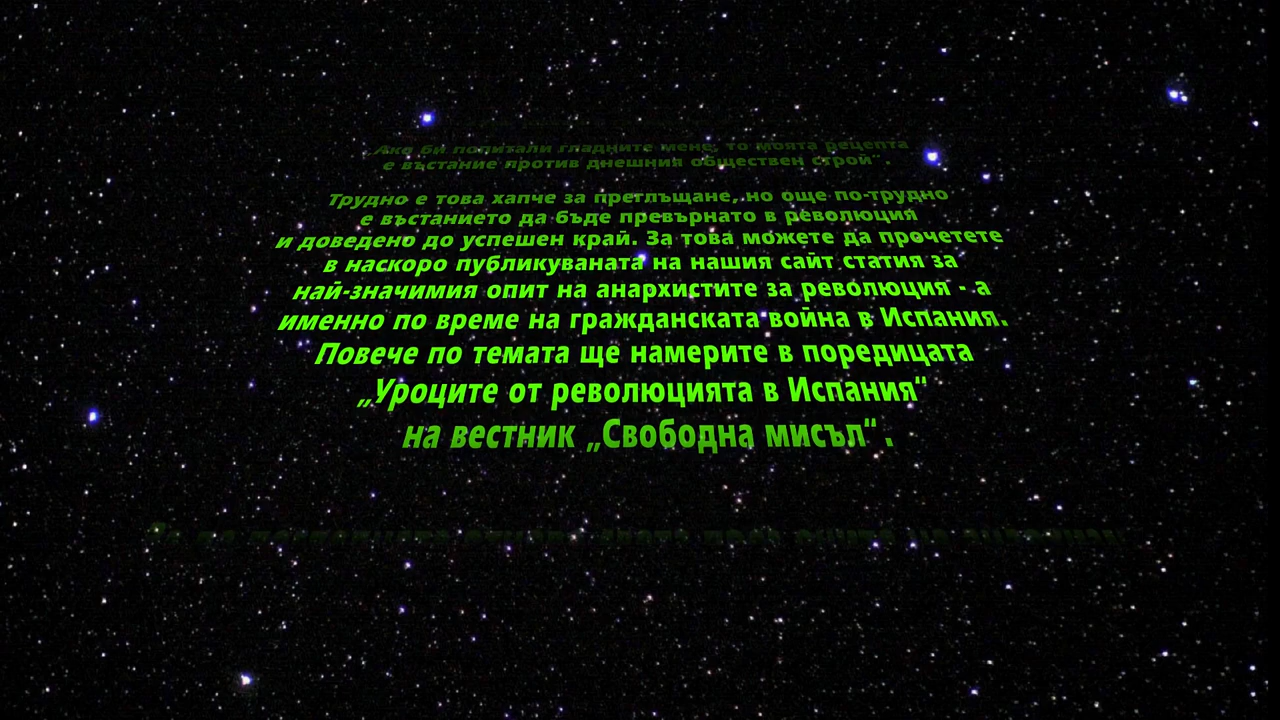 Ако би попитали гладните мене, то моята рецепта
е въстание против днешния обществен строй“.
Трудно е това хапче за претлъщане, но още по-трудно
е въстанието да бъде превърнато в революция
и доведено до успешен край. За това можете да прочетете
в наскоро публикуваната на нашия сайт статия за
най-значимия опит на анархистите за революция - а
именно по време на гражданската война в Испания.
Повече по темата ще намерите в поредицата
„Уроците от революцията в Испания“
на вестник „Свободна мисъл“.